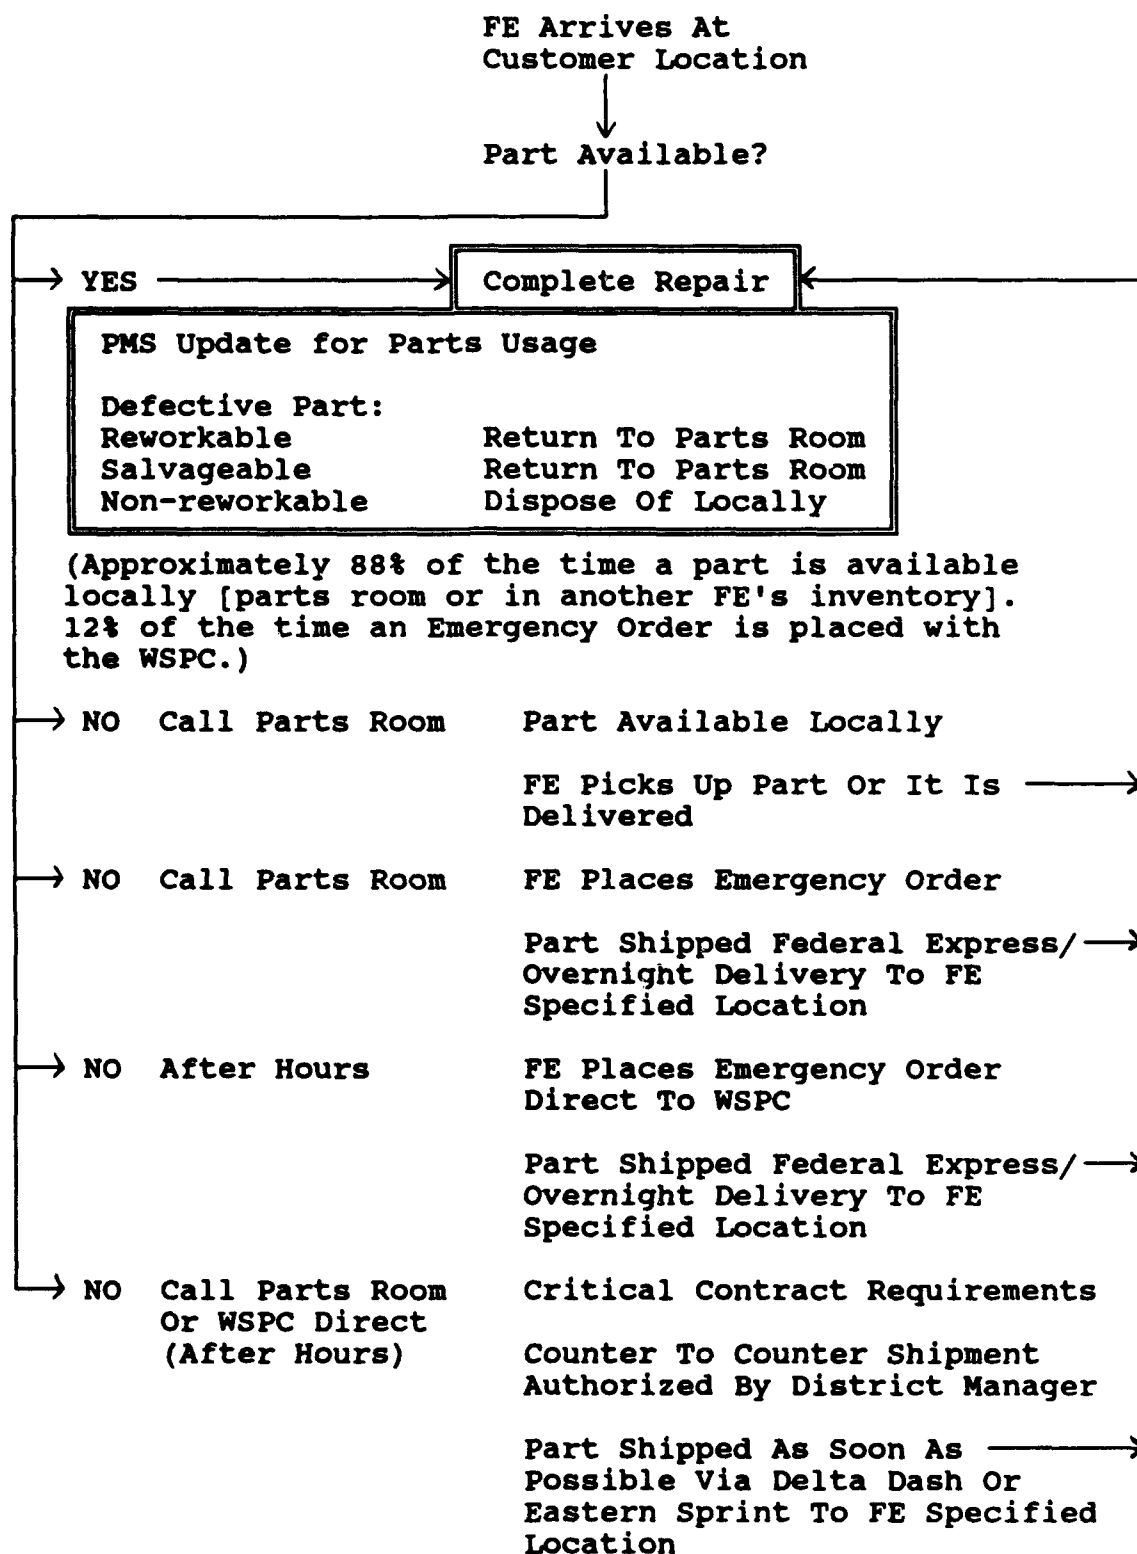 FE Arrives At
Customer Location
Part Available?
YES
Complete Repair
PMS Update for Parts Usage
Defective Part:
Reworkable Return To Parts Room
Salvageable Return To Parts Room
Non-reworkable Dispose Of Locally
(Approximately 88% of the time a part is available
locally [parts room or in another FE's inventory].
12% of the time an Emergency Order is placed with
the WSPC.)
NO Call Parts Room Part Available Locally
FE Picks Up Part Or It Is
Delivered
NO Call Parts Room FE Places Emergency Order
Part Shipped Federal Express/
Overnight Delivery To FE
Specified Location
NO After Hours FE Places Emergency Order
Direct To WSPC
Part Shipped Federal Express/
Overnight Delivery To FE
Specified Location
NO Call Parts Room Critical Contract Requirements
Or WSPC Direct
(After Hours) Counter To Counter Shipment
Authorized By District Manager
Part Shipped As Soon As
Possible Via Delta Dash Or
Eastern Sprint To FE Specified
Location